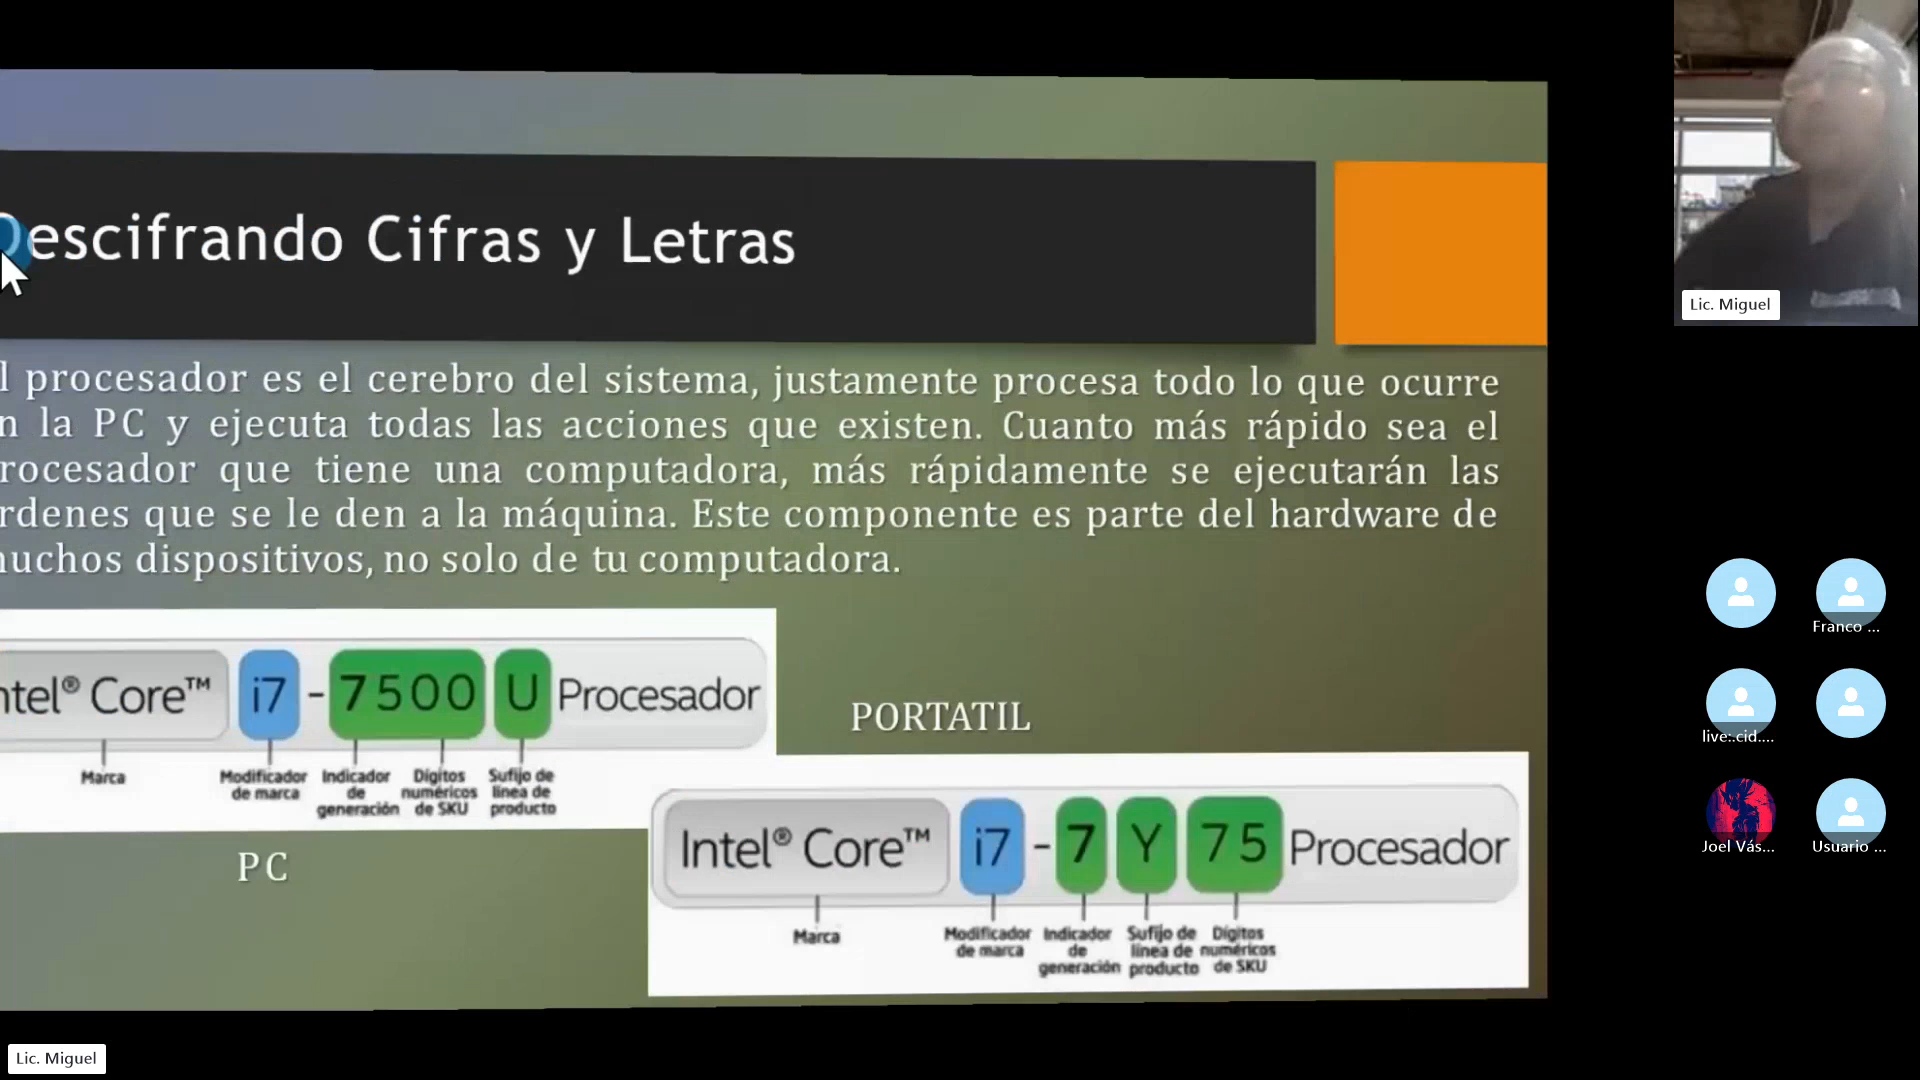 Descifrando Cifras y Letras
l procesador es el cerebro del sistema, justamente procesa todo lo que ocurre
n la PC y ejecuta todas las acciones que existen. Cuanto más rápido sea el
rocesador que tiene una computadora, más rápidamente se ejecutarán las
rdenes que se le den a la máquina. Este componente es parte del hardware de
uchos dispositivos, no solo de tu computadora.
ntel® Core™ i7 - 7500 U Procesador
Marca
Modificador de marca
Indicador de generación
Dígitos numéricos de SKU
Sufijo de línea de producto
PC
PORTATIL
Intel® Core™ i7 - 7 Y 75 Procesador
Marca
Modificador de marca
Indicador de generación
Sufijo de línea de producto
Dígitos numéricos de SKU
Lic. Miguel
Franco ...
live:.cid....
Joel Vás...
Usuario ...
Lic. Miguel